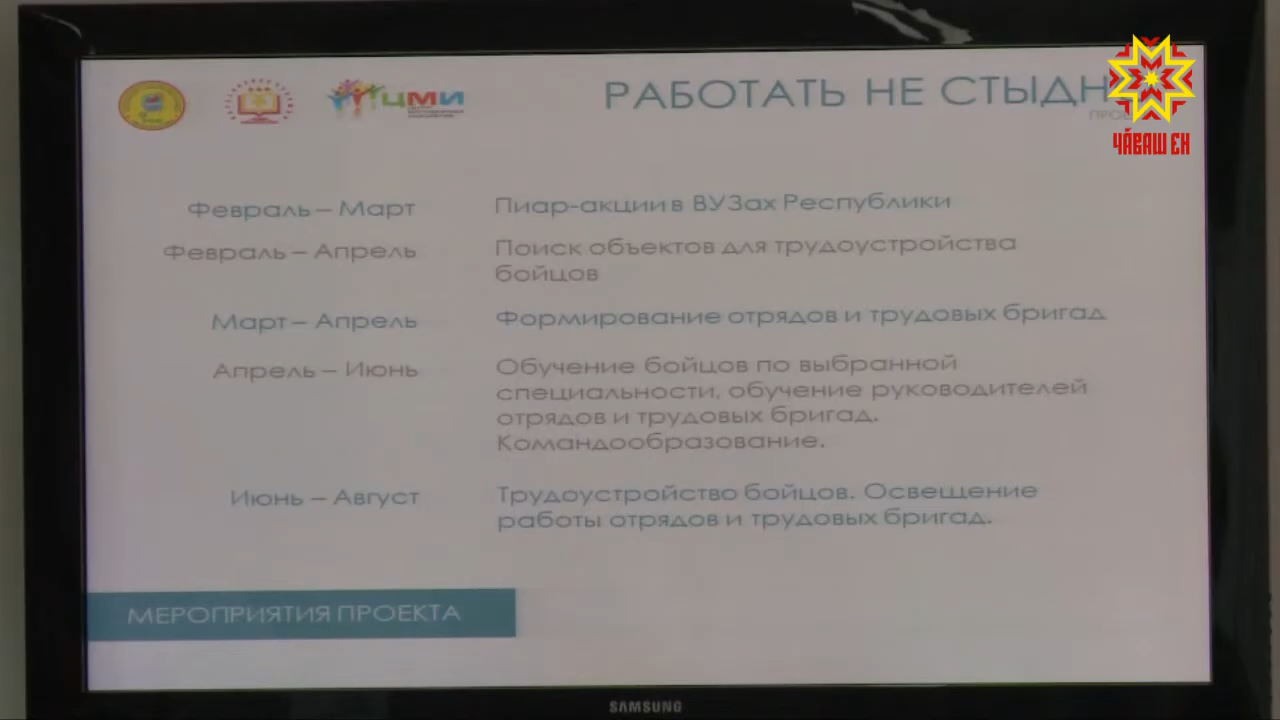 ЦМИ
РАБОТАТЬ НЕ СТЫДН
ЧӐВАШ ЕН
Февраль – Март
Пиар-акции в ВУЗах Республики
Февраль – Апрель
Поиск объектов для трудоустройства
бойцов
Март – Апрель
Формирование отрядов и трудовых бригад
Апрель – Июнь
Обучение бойцов по выбранной
специальности, обучение руководителей
отрядов и трудовых бригад.
Командообразование.
Июнь – Август
Трудоустройство бойцов. Освещение
работы отрядов и трудовых бригад.
МЕРОПРИЯТИЯ ПРОЕКТА
SAMSUNG